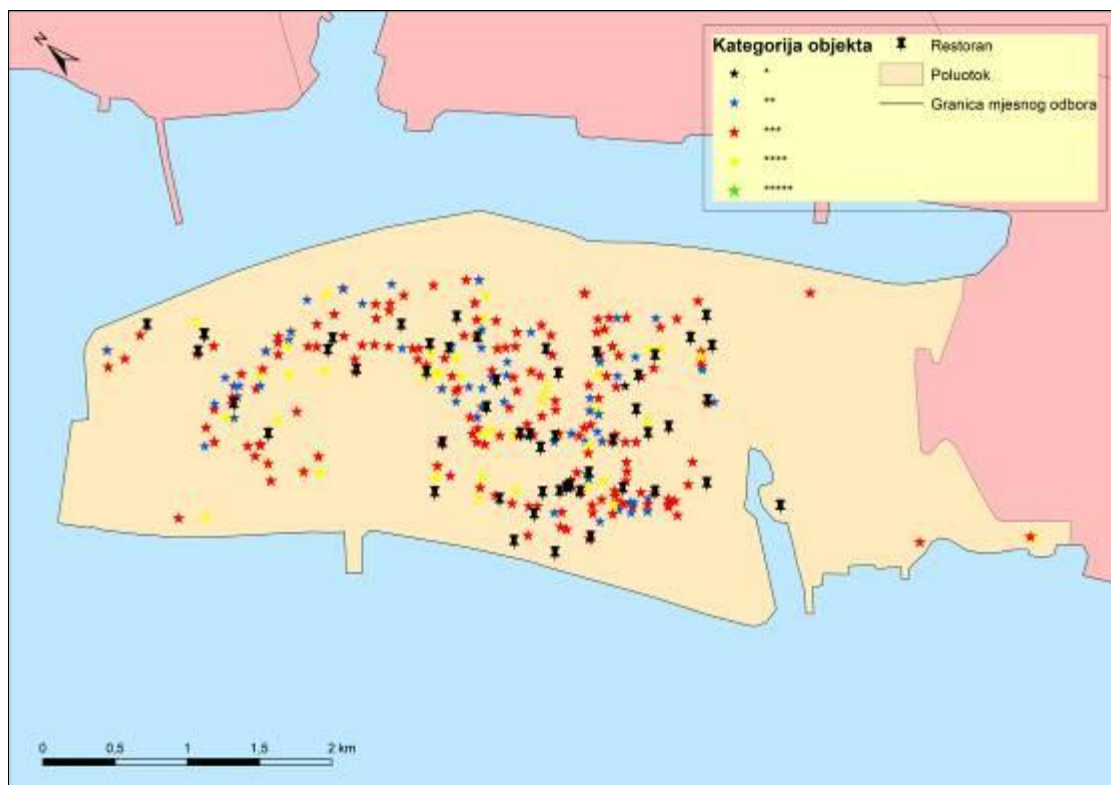 N
Kategorija objekta
*
**
***
****
*****
Restoran
Poluotok
Granica mjesnog odbora
0 0,5 1 1,5 2 km